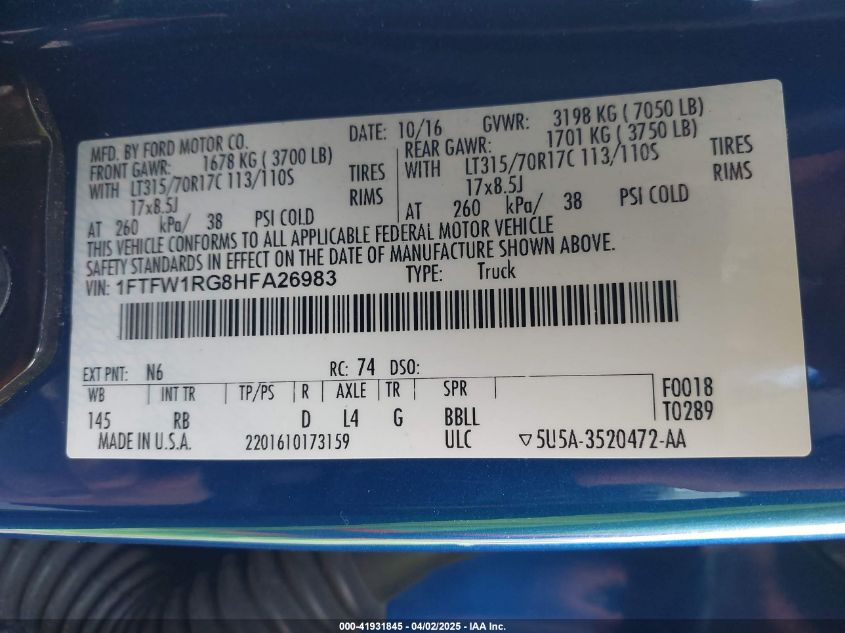 MFD. BY FORD MOTOR CO. DATE: 10/16 GVWR: 3198 KG ( 7050 LB)
FRONT GAWR: 1678 KG ( 3700 LB) REAR GAWR: 1701 KG ( 3750 LB)
WITH LT315/70R17C 113/110S TIRES WITH LT315/70R17C 113/110S TIRES
17x8.5J RIMS 17x8.5J RIMS
AT 260 kPa/ 38 PSI COLD AT 260 kPa/ 38 PSI COLD
THIS VEHICLE CONFORMS TO ALL APPLICABLE FEDERAL MOTOR VEHICLE
SAFETY STANDARDS IN EFFECT ON THE DATE OF MANUFACTURE SHOWN ABOVE.
VIN: 1FTFW1RG8HFA26983 TYPE: Truck
EXT PNT: N6 RC: 74 DSO:
WB INT TR TP/PS R AXLE TR SPR F0018
145 RB D L4 G BBLL T0289
MADE IN U.S.A. 2201610173159 ULC ▽5U5A-3520472-AA
000-41931845 - 04/02/2025 - IAA Inc.